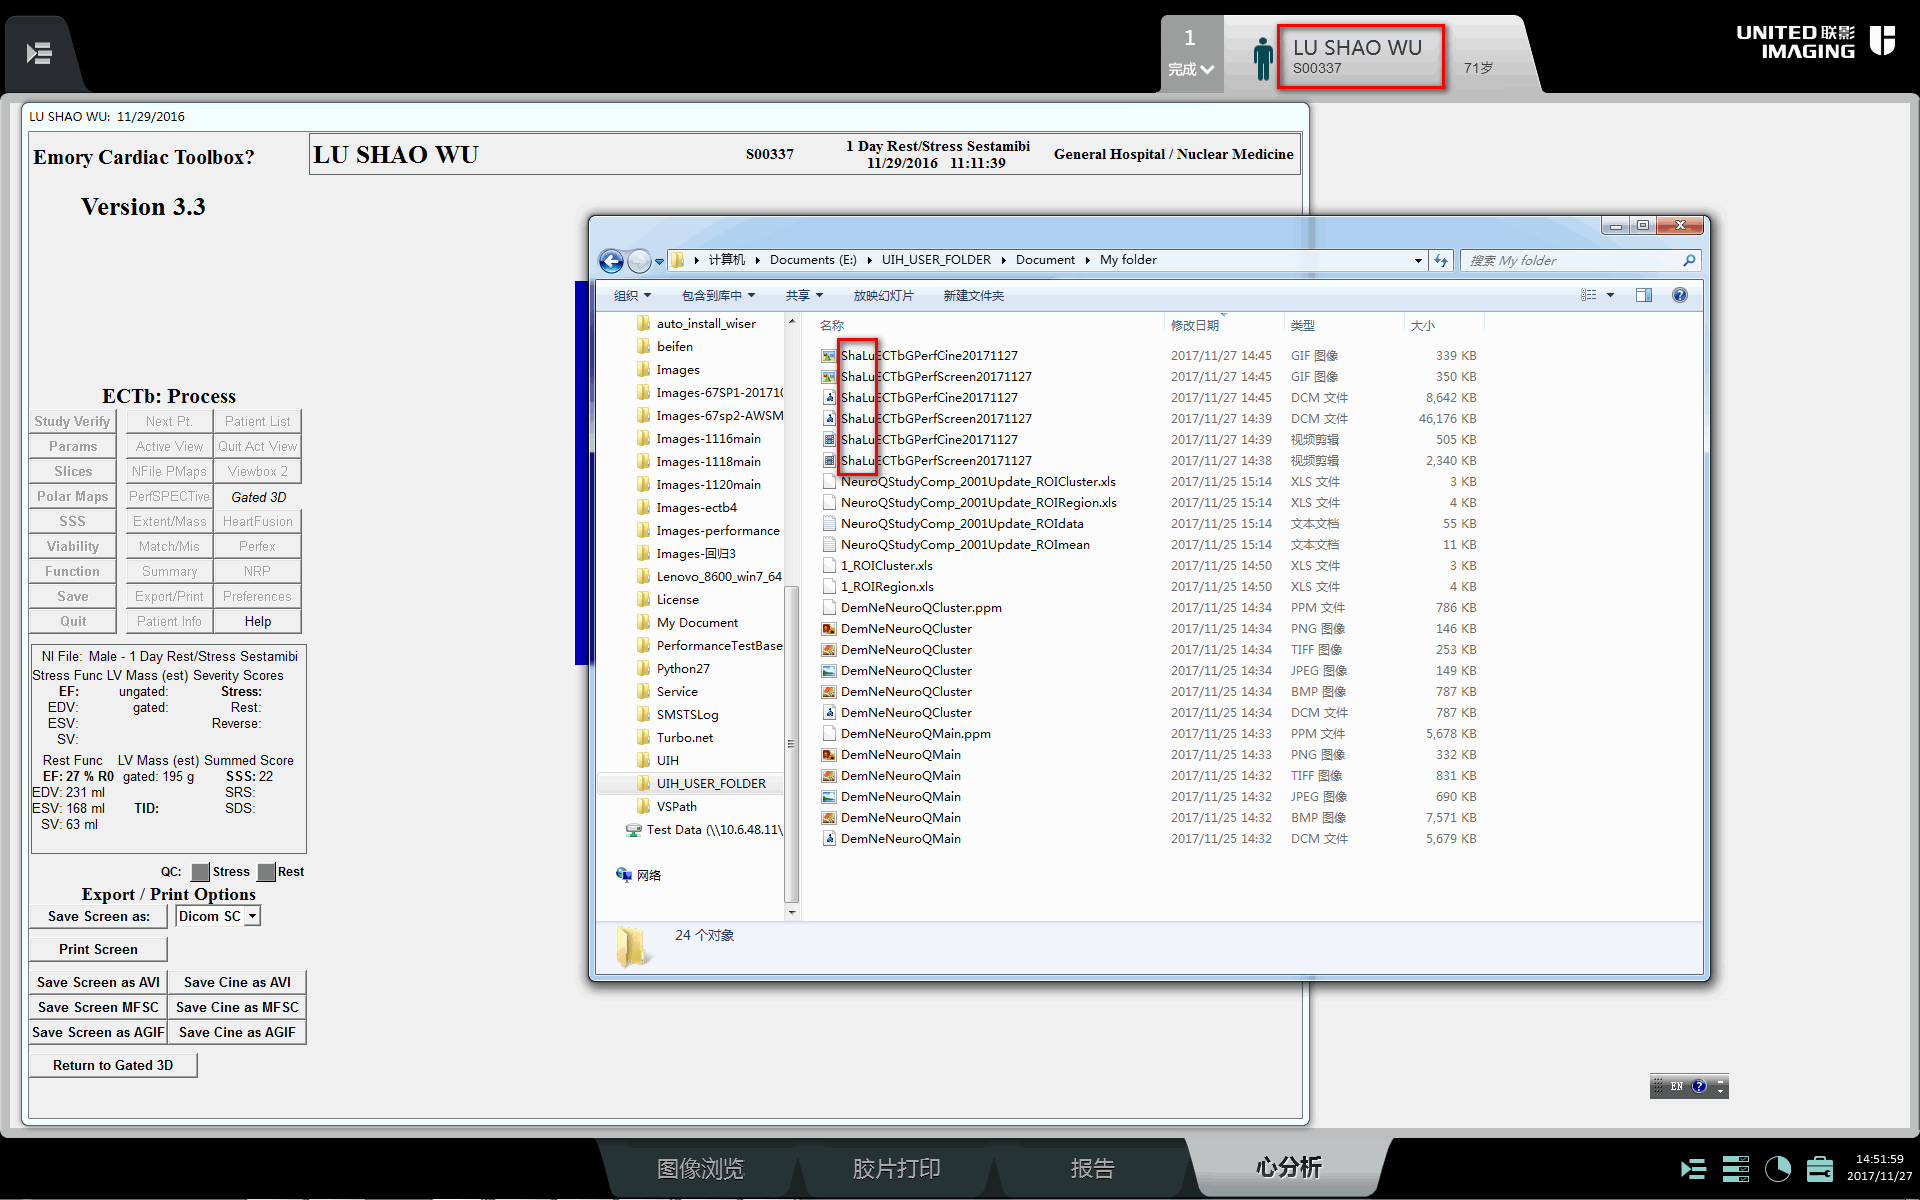 1
完成
LU SHAO WU
S00337
71岁
UNITED 联影
IMAGING
LU SHAO WU: 11/29/2016
Emory Cardiac Toolbox?
Version 3.3
LU SHAO WU
S00337
1 Day Rest/Stress Sestamibi
11/29/2016 11:11:39
General Hospital / Nuclear Medicine
ECTb: Process
Study Verify Next Pt. Patient List
Params Active View Quit Act View
Slices NFile PMaps Viewbox 2
Polar Maps PerfSPECTive Gated 3D
SSS Extent/Mass HeartFusion
Viability Match/Mis Perfex
Function Summary NRP
Save Export/Print Preferences
Quit Patient Info Help
Nl File: Male - 1 Day Rest/Stress Sestamibi
Stress Func LV Mass (est) Severity Scores
EF: ungated: Stress:
EDV: gated: Rest:
ESV: Reverse:
SV:
Rest Func LV Mass (est) Summed Score
EF: 27 % R0 gated: 195 g SSS: 22
EDV: 231 ml SRS:
ESV: 168 ml TID: SDS:
SV: 63 ml
QC: Stress Rest
Export / Print Options
Save Screen as: Dicom SC
Print Screen
Save Screen as AVI Save Cine as AVI
Save Screen MFSC Save Cine as MFSC
Save Screen as AGIF Save Cine as AGIF
Return to Gated 3D
计算机 Documents (E:) UIH_USER_FOLDER Document My folder
搜索 My folder
组织 包含到库中 共享 放映幻灯片 新建文件夹
auto_install_wiser
beifen
Images
Images-67SP1-20171
Images-67sp2-AWSM
Images-1116main
Images-1118main
Images-1120main
Images-ectb4
Images-performance
Images-回归3
Lenovo_8600_win7_64
License
My Document
PerformanceTestBase
Python27
Service
SMSTSLog
Turbo.net
UIH
UIH_USER_FOLDER
VSPath
Test Data (\\10.6.48.11\
网络
名称 修改日期 类型 大小
ShaLuECTbGPerfCine20171127 2017/11/27 14:45 GIF 图像 339 KB
ShaLuECTbGPerfScreen20171127 2017/11/27 14:45 GIF 图像 350 KB
ShaLuECTbGPerfCine20171127 2017/11/27 14:45 DCM 文件 8,642 KB
ShaLuECTbGPerfScreen20171127 2017/11/27 14:39 DCM 文件 46,176 KB
ShaLuECTbGPerfCine20171127 2017/11/27 14:39 视频剪辑 505 KB
ShaLuECTbGPerfScreen20171127 2017/11/27 14:38 视频剪辑 2,340 KB
NeuroQStudyComp_2001Update_ROICluster.xls 2017/11/25 15:14 XLS 文件 3 KB
NeuroQStudyComp_2001Update_ROIRegion.xls 2017/11/25 15:14 XLS 文件 4 KB
NeuroQStudyComp_2001Update_ROIdata 2017/11/25 15:14 文本文档 55 KB
NeuroQStudyComp_2001Update_ROImean 2017/11/25 15:14 文本文档 11 KB
1_ROICluster.xls 2017/11/25 14:50 XLS 文件 3 KB
1_ROIRegion.xls 2017/11/25 14:50 XLS 文件 4 KB
DemNeNeuroQCluster.ppm 2017/11/25 14:34 PPM 文件 786 KB
DemNeNeuroQCluster 2017/11/25 14:34 PNG 图像 146 KB
DemNeNeuroQCluster 2017/11/25 14:34 TIFF 图像 253 KB
DemNeNeuroQCluster 2017/11/25 14:34 JPEG 图像 149 KB
DemNeNeuroQCluster 2017/11/25 14:34 BMP 图像 787 KB
DemNeNeuroQCluster 2017/11/25 14:34 DCM 文件 787 KB
DemNeNeuroQMain.ppm 2017/11/25 14:33 PPM 文件 5,678 KB
DemNeNeuroQMain 2017/11/25 14:33 PNG 图像 332 KB
DemNeNeuroQMain 2017/11/25 14:32 TIFF 图像 831 KB
DemNeNeuroQMain 2017/11/25 14:32 JPEG 图像 690 KB
DemNeNeuroQMain 2017/11/25 14:32 BMP 图像 7,571 KB
DemNeNeuroQMain 2017/11/25 14:32 DCM 文件 5,679 KB
24 个对象
EN
图像浏览 胶片打印 报告 心分析
14:51:59
2017/11/27